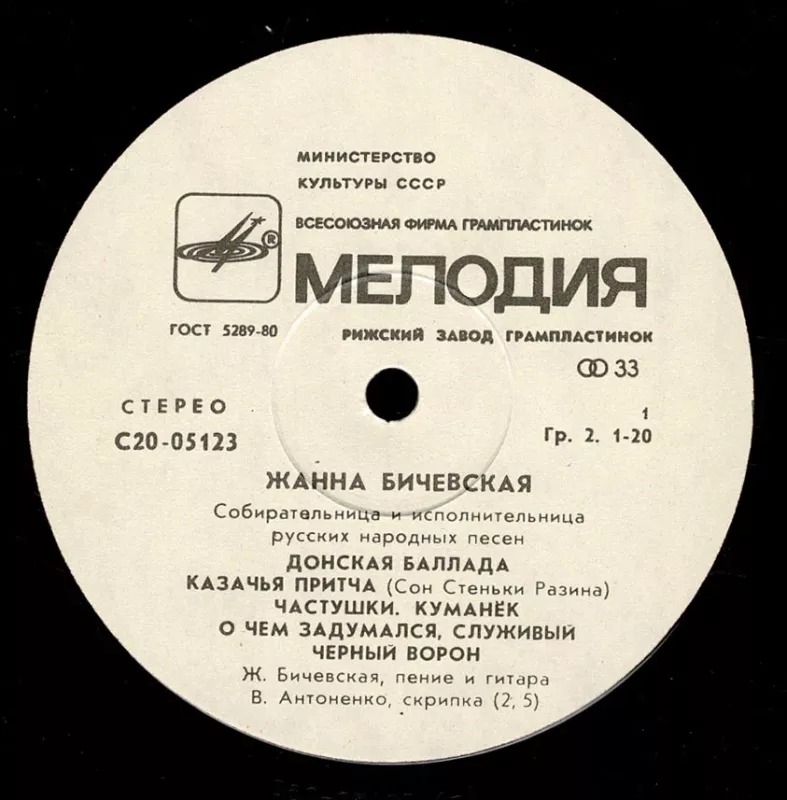 МИНИСТЕРСТВО
КУЛЬТУРЫ СССР
ВСЕСОЮЗНАЯ ФИРМА ГРАМПЛАСТИНОК
®
МЕЛОДИЯ
ГОСТ 5289-80
РИЖСКИЙ ЗАВОД ГРАМПЛАСТИНОК
33
СТЕРЕО
1
С20-05123
Гр. 2. 1-20
ЖАННА БИЧЕВСКАЯ
Собирательница и исполнительница
русских народных песен
ДОНСКАЯ БАЛЛАДА
КАЗАЧЬЯ ПРИТЧА (Сон Стеньки Разина)
ЧАСТУШКИ. КУМАНЁК
О ЧЕМ ЗАДУМАЛСЯ, СЛУЖИВЫЙ
ЧЕРНЫЙ ВОРОН
Ж. Бичевская, пение и гитара
В. Антоненко, скрипка (2; 5)